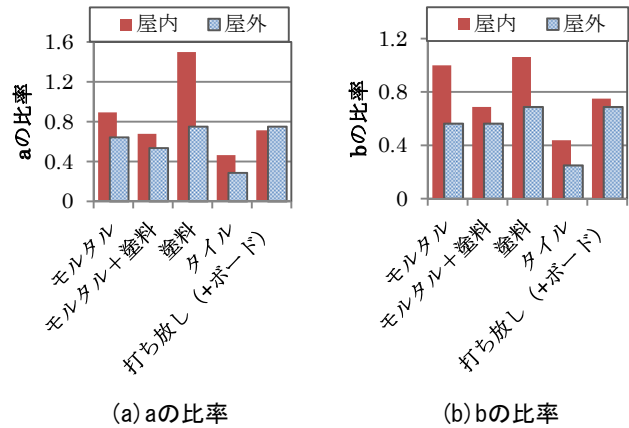 屋内 屋外
1.6
1.2
0.8
0.4
0
aの比率
モルタル
モルタル＋塗料
塗料
タイル
打ち放し（+ボード）
(a)aの比率
屋内 屋外
1.2
0.8
0.4
0
bの比率
モルタル
モルタル＋塗料
塗料
タイル
打ち放し（+ボード）
(b)bの比率